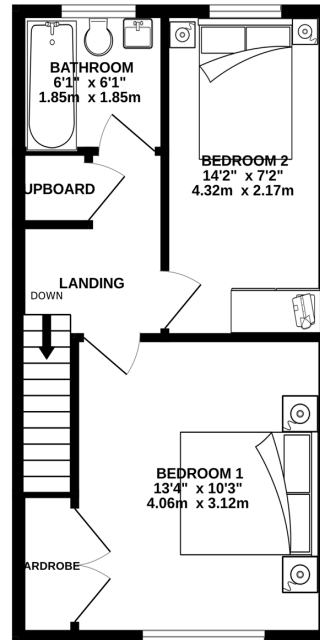 BATHROOM
6'1" x 6'1"
1.85m x 1.85m
BEDROOM 2
14'2" x 7'2"
4.32m x 2.17m
UPBOARD
LANDING
DOWN
BEDROOM 1
13'4" x 10'3"
4.06m x 3.12m
ARDROBE